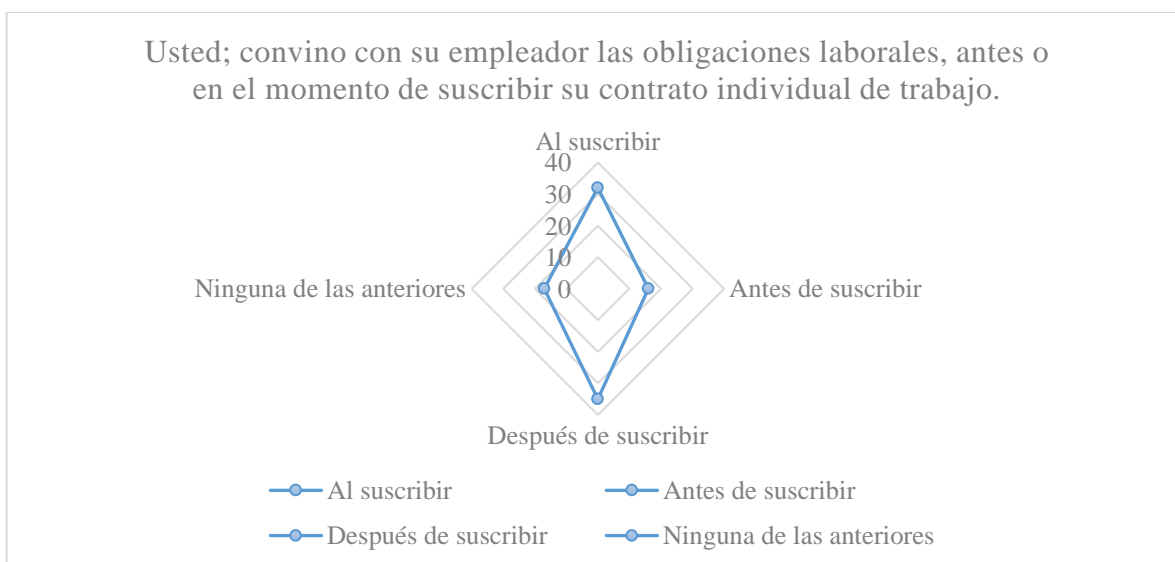 Usted; convino con su empleador las obligaciones laborales, antes o
en el momento de suscribir su contrato individual de trabajo.
Al suscribir
40
30
20
10
0
Ninguna de las anteriores
Antes de suscribir
Después de suscribir
Al suscribir
Antes de suscribir
Después de suscribir
Ninguna de las anteriores